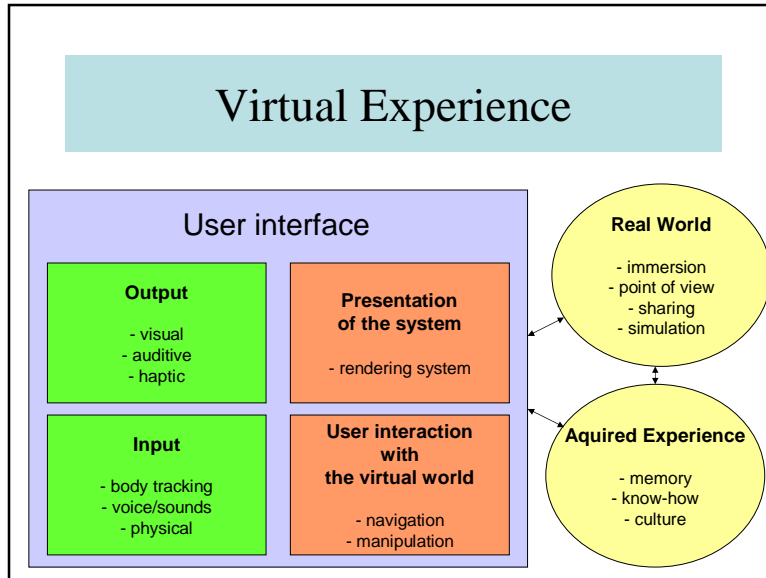 Virtual Experience
User interface
Output
- visual
- auditive
- haptic
Presentation
of the system
- rendering system
Input
- body tracking
- voice/sounds
- physical
User interaction
with
the virtual world
- navigation
- manipulation
Real World
- immersion
- point of view
- sharing
- simulation
Aquired Experience
- memory
- know-how
- culture